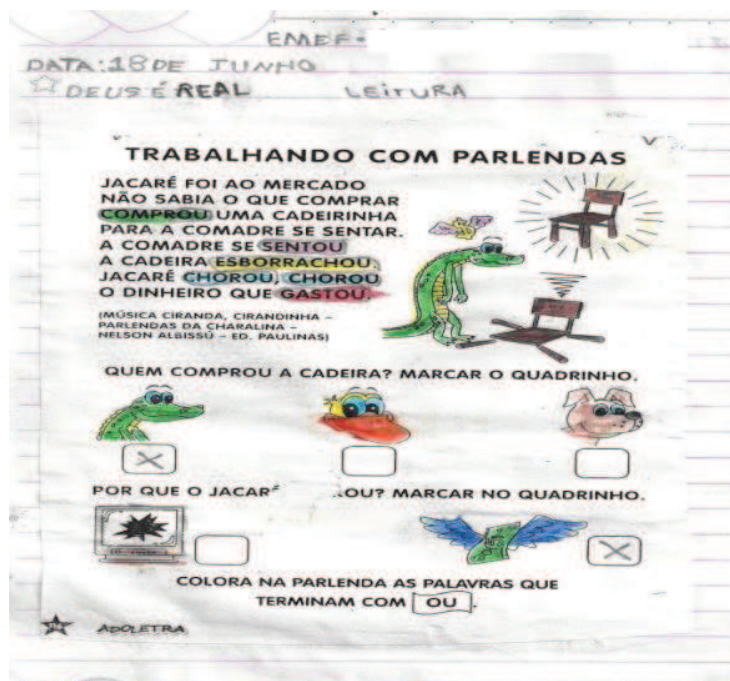 EMEF.
DATA: 18 DE JUNHO
DEUS É REAL LEITURA
TRABALHANDO COM PARLENDAS
JACARÉ FOI AO MERCADO
NÃO SABIA O QUE COMPRAR
COMPROU UMA CADEIRINHA
PARA A COMADRE SE SENTAR.
A COMADRE SE SENTOU
A CADEIRA ESBORRACHOU.
JACARÉ CHOROU, CHOROU
O DINHEIRO QUE GASTOU.
(MÚSICA CIRANDA, CIRANDINHA –
PARLENDAS DA CHARALINA –
NELSON ALBISSÚ – ED. PAULINAS)
QUEM COMPROU A CADEIRA? MARCAR O QUADRINHO.
X
POR QUE O JACAR OU? MARCAR NO QUADRINHO.
X
COLORA NA PARLENDA AS PALAVRAS QUE
TERMINAM COM OU.
ADOLETRA